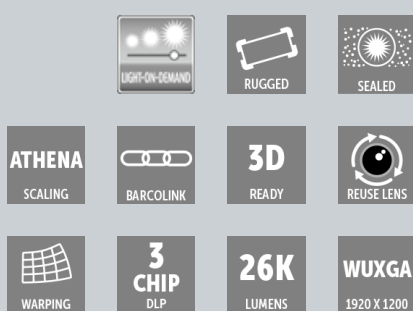 LIGHT-ON-DEMAND
RUGGED
SEALED
ATHENA
SCALING
BARCOLINK
3D
READY
REUSE LENS
WARPING
3
CHIP
DLP
26K
LUMENS
WUXGA
1920 X 1200